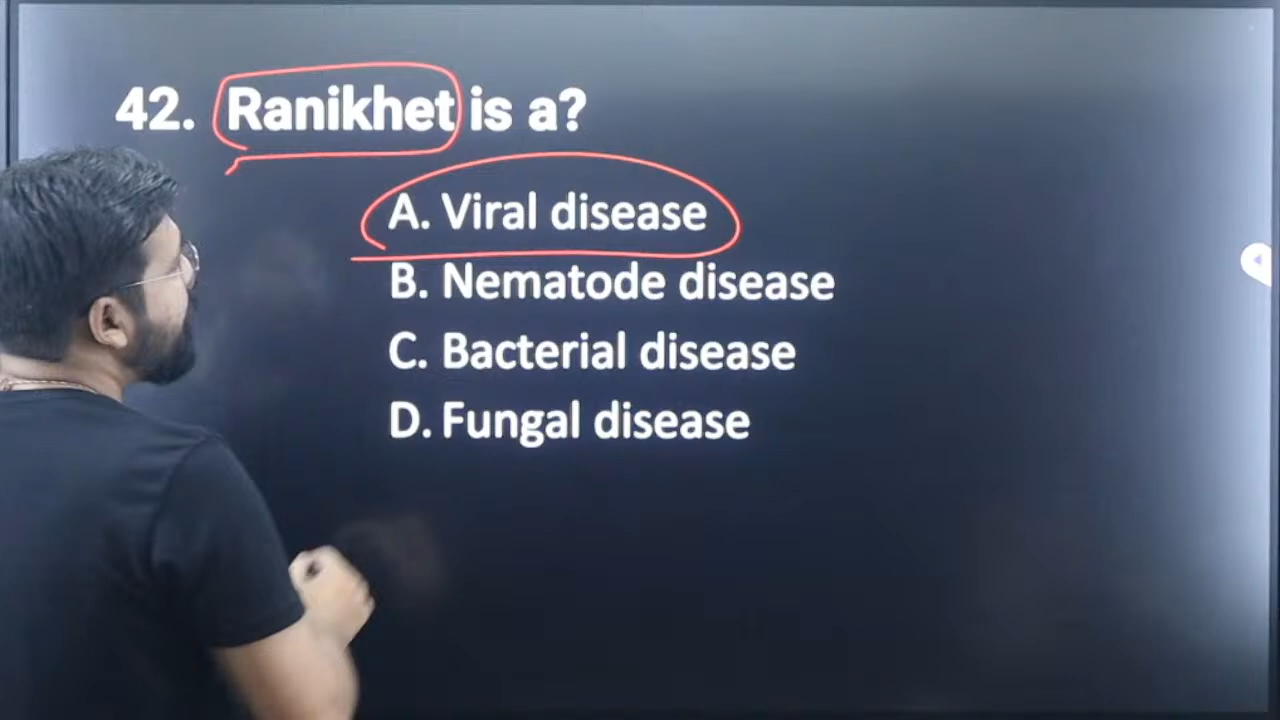 42. Ranikhet is a?
A. Viral disease
B. Nematode disease
C. Bacterial disease
D. Fungal disease